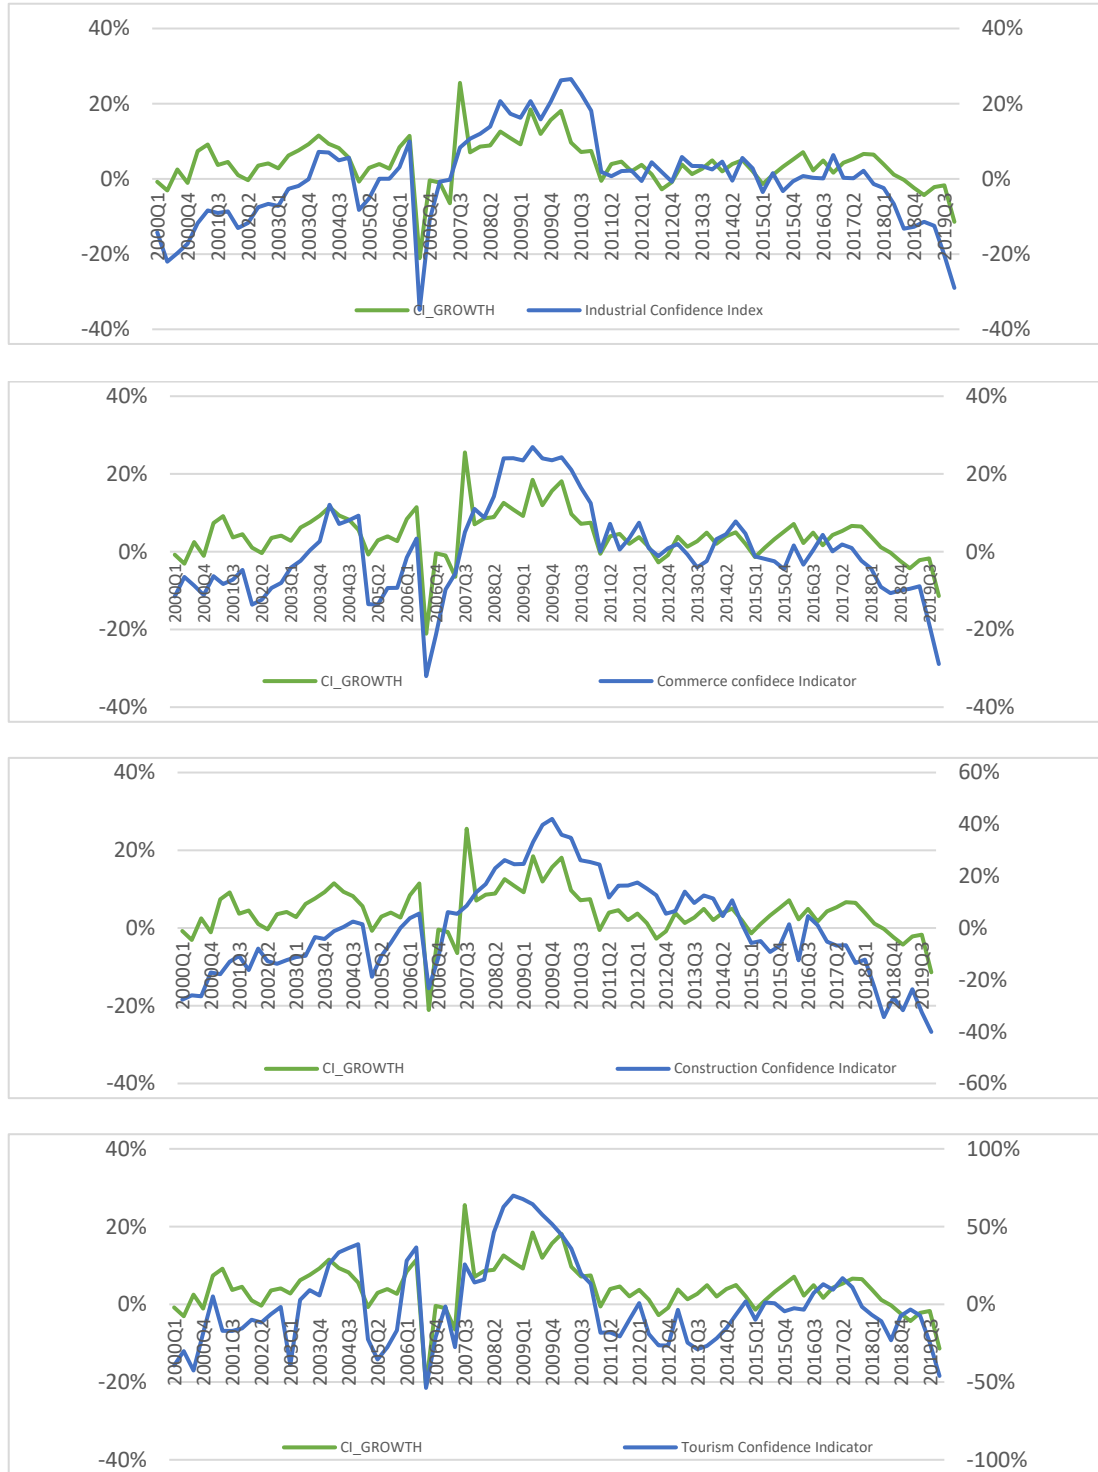 40% 40%
20% 20%
0% 0%
-20% -20%
-40% -40%
2000Q1 2000Q4 2001Q3 2002Q2 2003Q1 2003Q4 2004Q3 2005Q2 2006Q1 2006Q4 2007Q3 2008Q2 2009Q1 2009Q4 2010Q3 2011Q2 2012Q1 2012Q4 2013Q3 2014Q2 2015Q1 2015Q4 2016Q3 2017Q2 2018Q1 2018Q4 2019Q3
CI_GROWTH Industrial Confidence Index
40% 40%
20% 20%
0% 0%
-20% -20%
-40% -40%
2000Q1 2000Q4 2001Q3 2002Q2 2003Q1 2003Q4 2004Q3 2005Q2 2006Q1 2006Q4 2007Q3 2008Q2 2009Q1 2009Q4 2010Q3 2011Q2 2012Q1 2012Q4 2013Q3 2014Q2 2015Q1 2015Q4 2016Q3 2017Q2 2018Q1 2018Q4 2019Q3
CI_GROWTH Commerce confidece Indicator
40% 60%
40%
20% 20%
0% 0%
-20%
-20% -40%
-40% -60%
2000Q1 2000Q4 2001Q3 2002Q2 2003Q1 2003Q4 2004Q3 2005Q2 2006Q1 2006Q4 2007Q3 2008Q2 2009Q1 2009Q4 2010Q3 2011Q2 2012Q1 2012Q4 2013Q3 2014Q2 2015Q1 2015Q4 2016Q3 2017Q2 2018Q1 2018Q4 2019Q3
CI_GROWTH Construction Confidence Indicator
40% 100%
20% 50%
0% 0%
-20% -50%
-40% -100%
2000Q1 2000Q4 2001Q3 2002Q2 2003Q1 2003Q4 2004Q3 2005Q2 2006Q1 2006Q4 2007Q3 2008Q2 2009Q1 2009Q4 2010Q3 2011Q2 2012Q1 2012Q4 2013Q3 2014Q2 2015Q1 2015Q4 2016Q3 2017Q2 2018Q1 2018Q4 2019Q3
CI_GROWTH Tourism Confidence Indicator